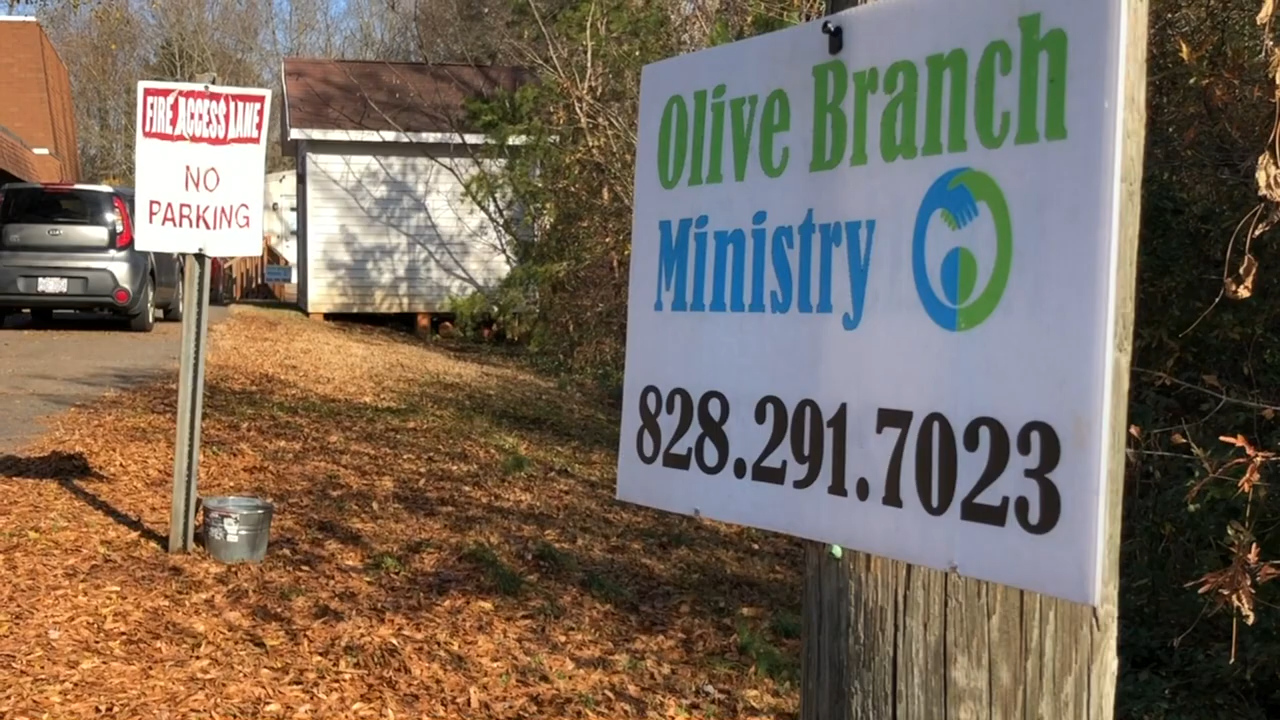 FIRE ACCESS LANE
NO
PARKING
Olive Branch
Ministry
828.291.7023